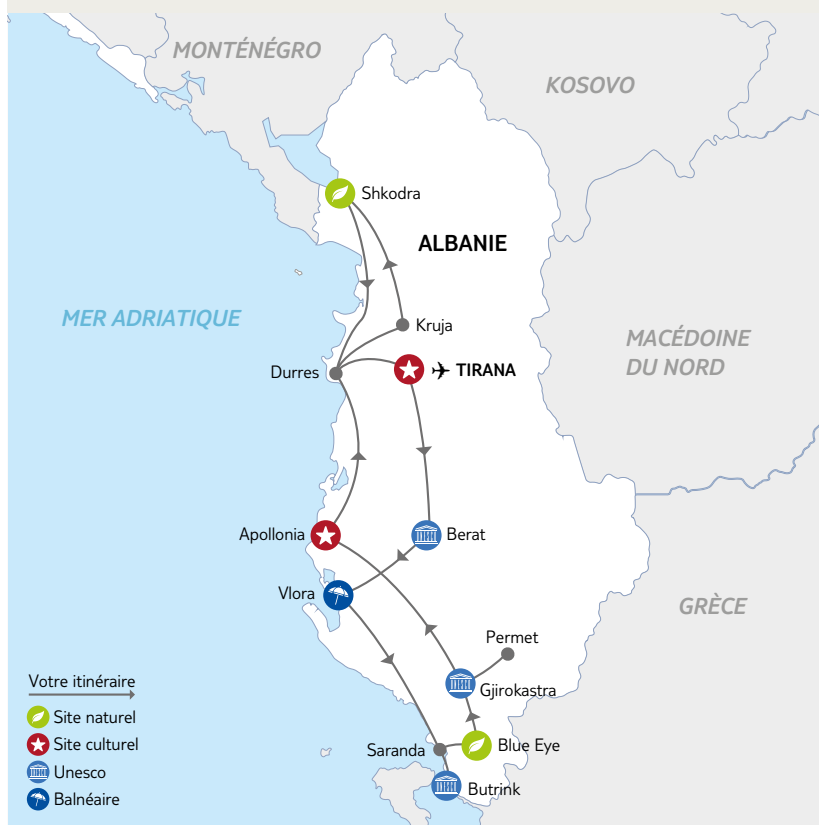 MONTÉNÉGRO
KOSOVO
Shkodra
ALBANIE
MER ADRIATIQUE
Kruja
MACÉDOINE
DU NORD
Durres
TIRANA
Apollonia
Berat
Vlora
GRÈCE
Permet
Gjirokastra
Saranda
Blue Eye
Butrink
Votre itinéraire
Site naturel
Site culturel
Unesco
Balnéaire